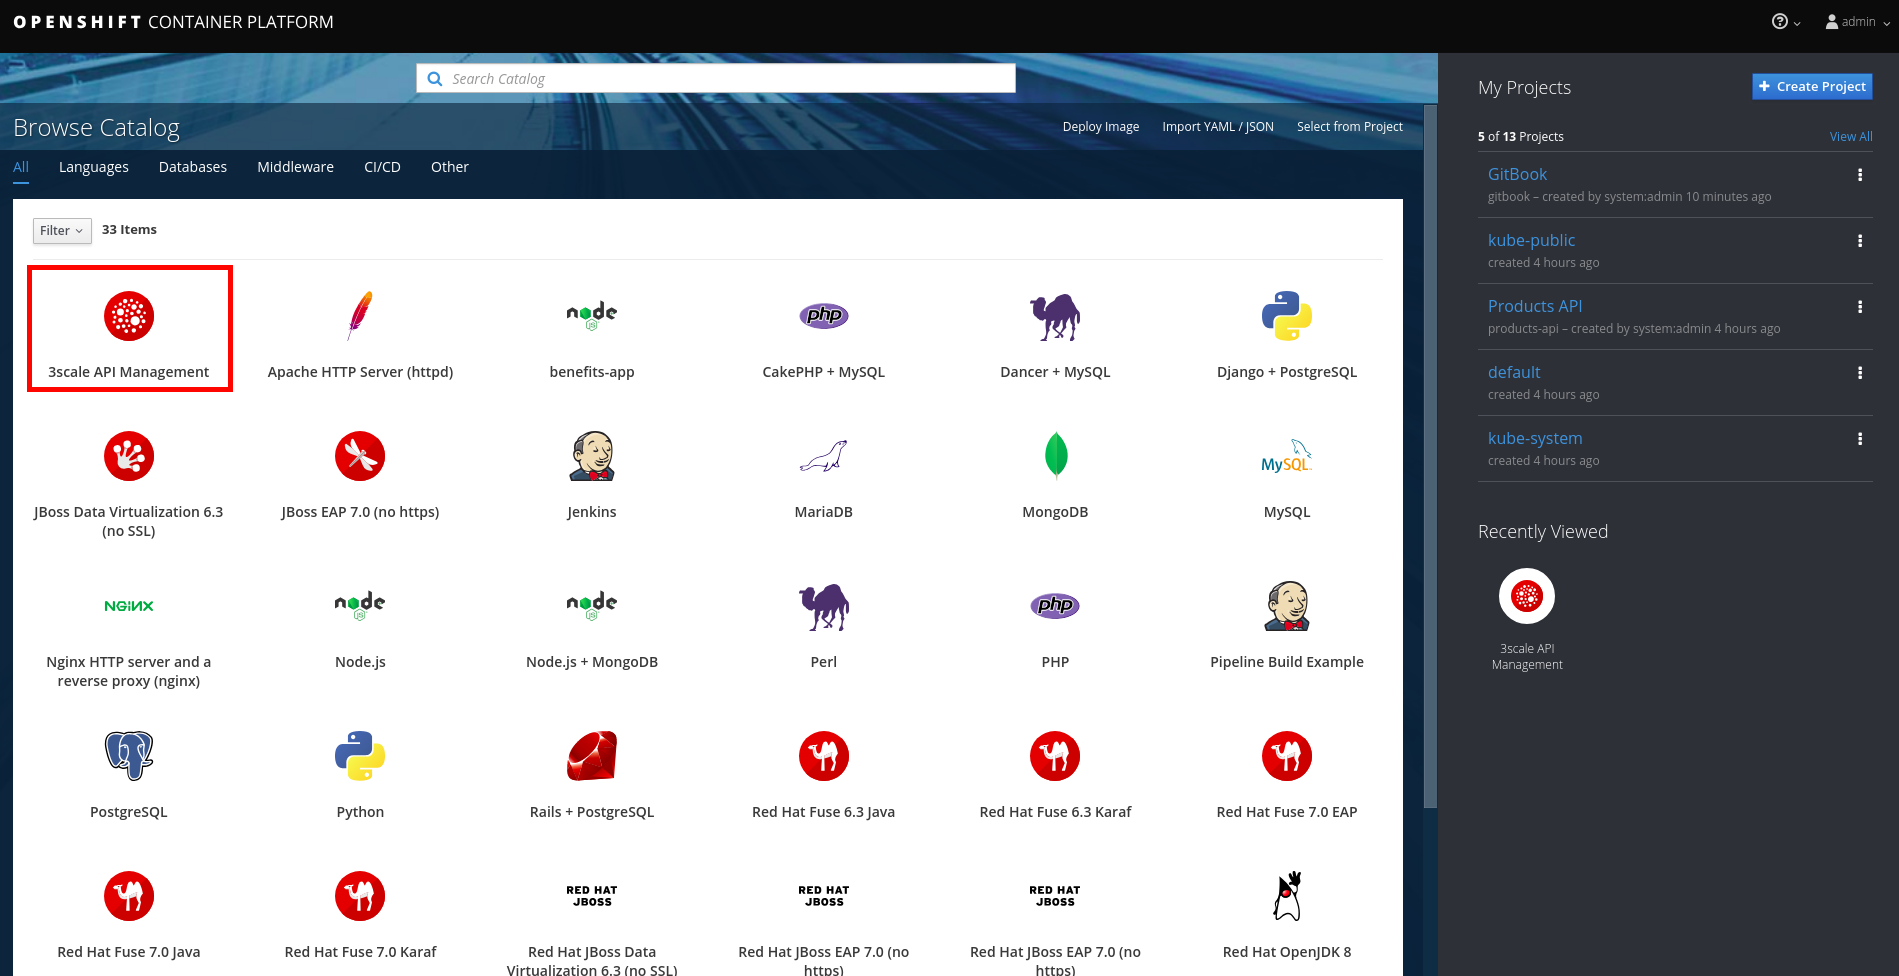 OPENSHIFT CONTAINER PLATFORM
admin
Search Catalog
Browse Catalog
Deploy Image Import YAML / JSON Select from Project
All Languages Databases Middleware CI/CD Other
Filter 33 Items
3scale API Management
Apache HTTP Server (httpd)
node
JS
benefits-app
php
CakePHP + MySQL
Dancer + MySQL
Django + PostgreSQL
JBoss Data Virtualization 6.3
(no SSL)
JBoss EAP 7.0 (no https)
Jenkins
MariaDB
MongoDB
MySQL
MySQL
NGINX
Nginx HTTP server and a
reverse proxy (nginx)
node
JS
Node.js
node
JS
Node.js + MongoDB
Perl
php
PHP
Pipeline Build Example
PostgreSQL
Python
Rails + PostgreSQL
Red Hat Fuse 6.3 Java
Red Hat Fuse 6.3 Karaf
Red Hat Fuse 7.0 EAP
Red Hat Fuse 7.0 Java
Red Hat Fuse 7.0 Karaf
RED HAT
JBOSS
Red Hat JBoss Data
Virtualization 6.3 (no SSL)
RED HAT
JBOSS
Red Hat JBoss EAP 7.0 (no
https)
RED HAT
JBOSS
Red Hat JBoss EAP 7.0 (no
https)
Red Hat OpenJDK 8
My Projects
+ Create Project
5 of 13 Projects View All
GitBook
gitbook – created by system:admin 10 minutes ago
kube-public
created 4 hours ago
Products API
products-api – created by system:admin 4 hours ago
default
created 4 hours ago
kube-system
created 4 hours ago
Recently Viewed
3scale API
Management